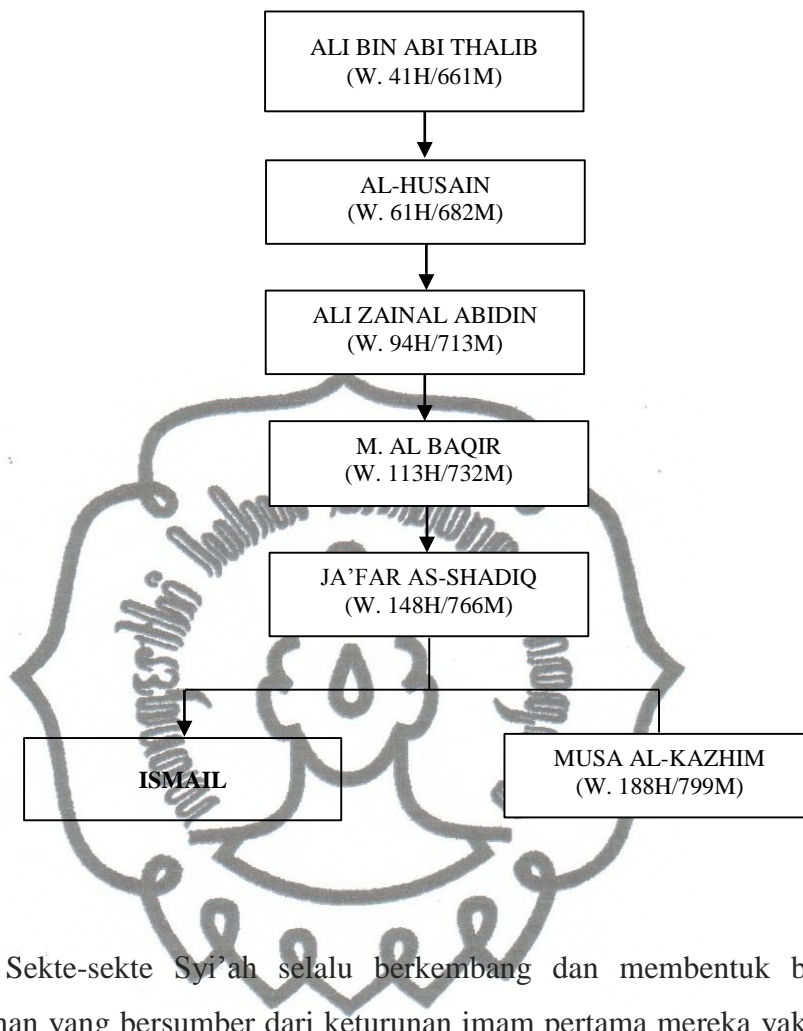 ALI BIN ABI THALIB
(W. 41H/661M)
AL-HUSAIN
(W. 61H/682M)
ALI ZAINAL ABIDIN
(W. 94H/713M)
M. AL BAQIR
(W. 113H/732M)
JA’FAR AS-SHADIQ
(W. 148H/766M)
ISMAIL
MUSA AL-KAZHIM
(W. 188H/799M)
Sekte-sekte Syi’ah selalu berkembang dan membentuk
yang bersumber dari keturunan imam pertama mereka